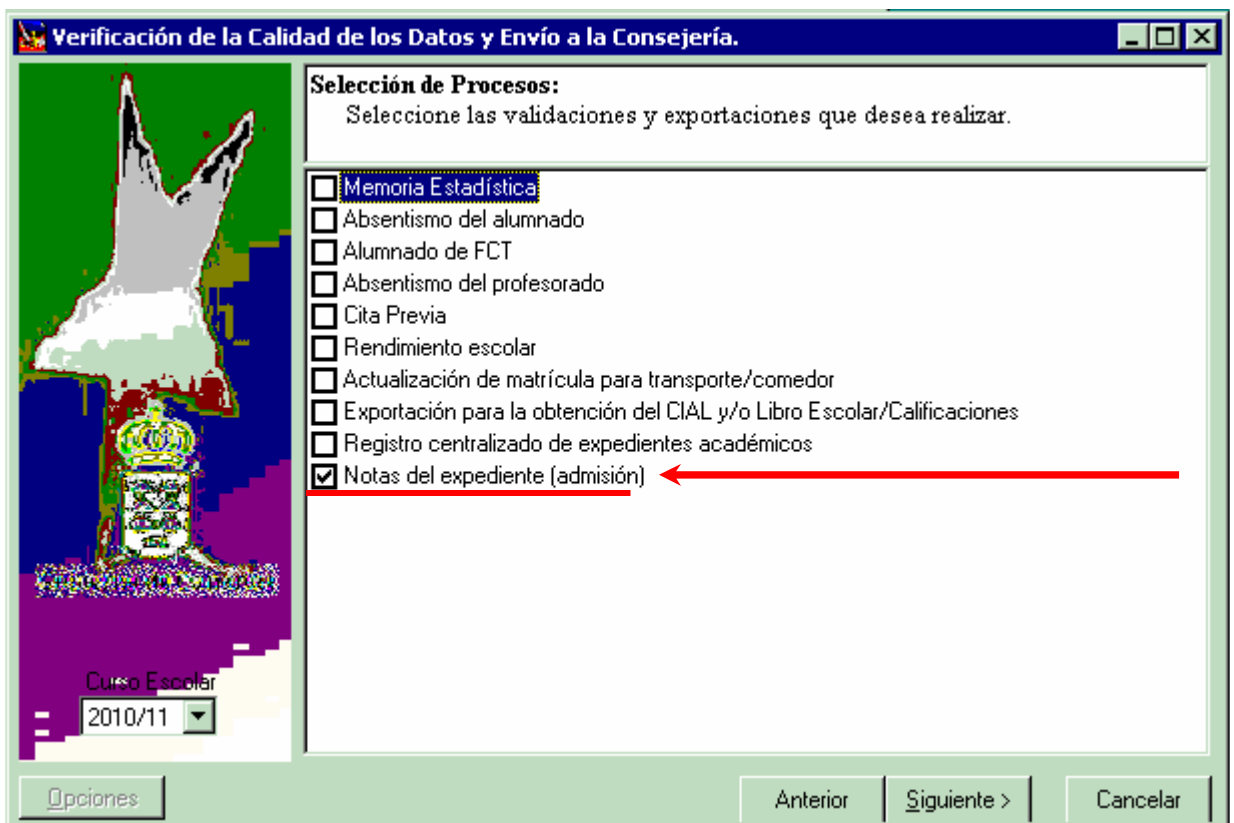 Verificación de la Calidad de los Datos y Envío a la Consejería.
Selección de Procesos:
Seleccione las validaciones y exportaciones que desea realizar.
Memoria Estadística
Absentismo del alumnado
Alumnado de FCT
Absentismo del profesorado
Cita Previa
Rendimiento escolar
Actualización de matrícula para transporte/comedor
Exportación para la obtención del CIAL y/o Libro Escolar/Calificaciones
Registro centralizado de expedientes académicos
Notas del expediente (admisión)
Curso Escolar
2010/11
Opciones
Anterior
Siguiente >
Cancelar